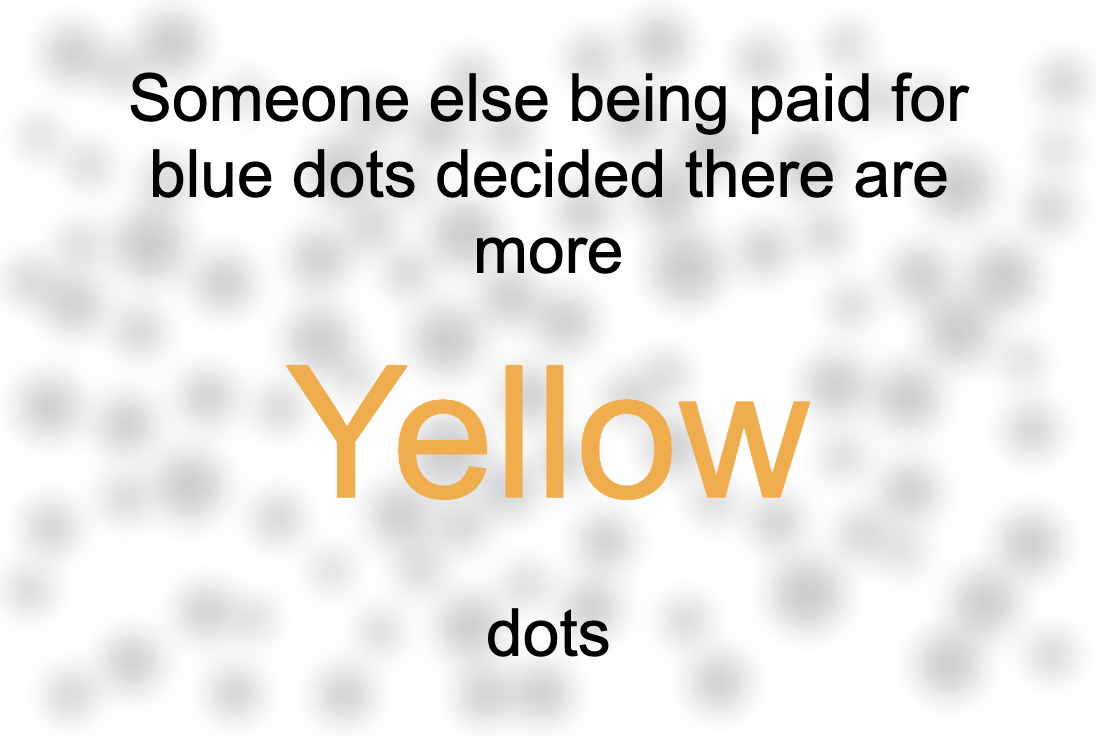 Someone else being paid for
blue dots decided there are
more
Yellow
dots